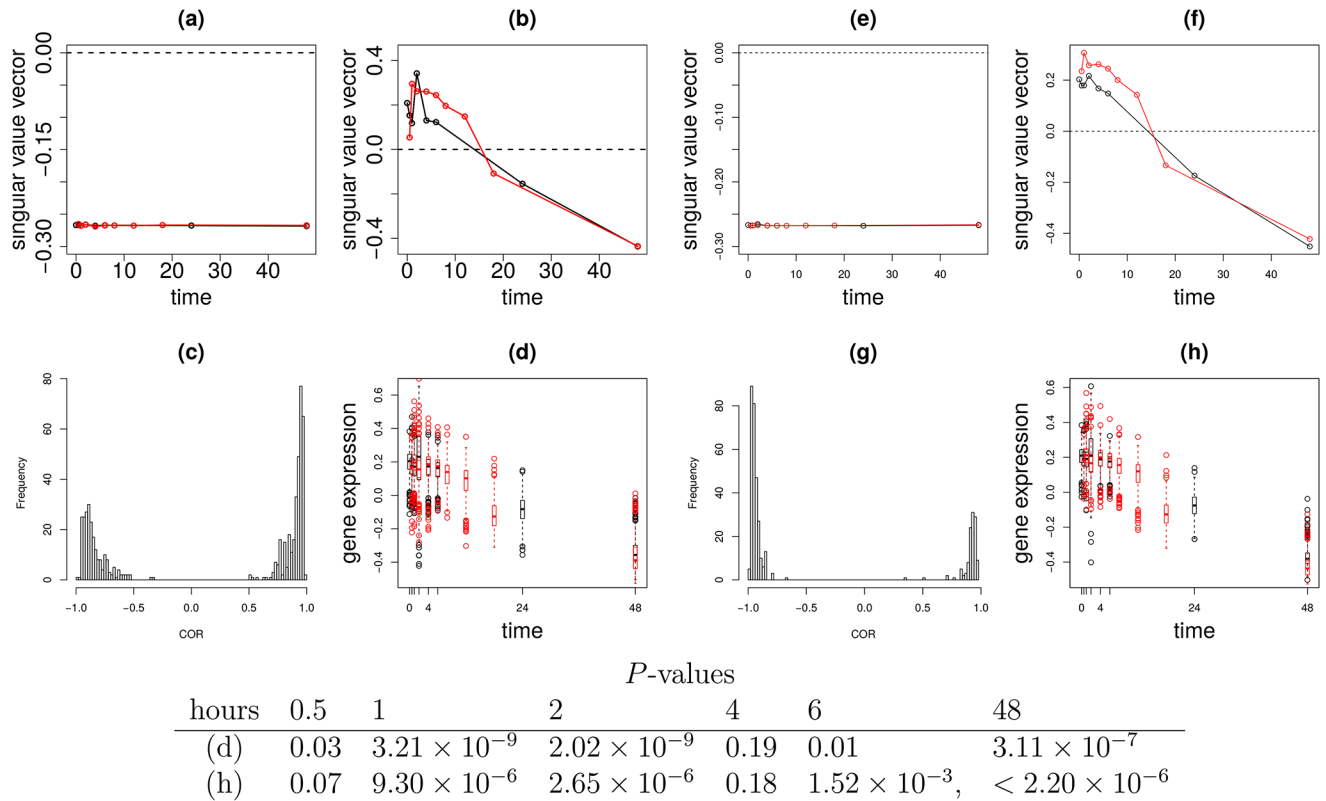 (a) (b) (e) (f)
singular value vector
0.00
−0.15
−0.30
0 10 20 30 40
time
singular value vector
0.4
0.0
−0.4
0 10 20 30 40
time
singular value vector
0.00
−0.10
−0.20
−0.30
0 10 20 30 40
time
singular value vector
0.2
0.0
−0.2
−0.4
0 10 20 30 40
time
(c) (d) (g) (h)
Frequency
80
60
40
20
0
−1.0 −0.5 0.0 0.5 1.0
COR
gene expression
0.6
0.4
0.2
0.0
−0.2
−0.4
0 4 24 48
time
Frequency
80
60
40
20
0
−1.0 −0.5 0.0 0.5 1.0
COR
gene expression
0.6
0.4
0.2
0.0
−0.2
−0.4
0 4 24 48
time
P-values
hours 0.5 1 2 4 6 48
(d) 0.03 3.21 × 10⁻⁹ 2.02 × 10⁻⁹ 0.19 0.01 3.11 × 10⁻⁷
(h) 0.07 9.30 × 10⁻⁶ 2.65 × 10⁻⁶ 0.18 1.52 × 10⁻³, < 2.20 × 10⁻⁶